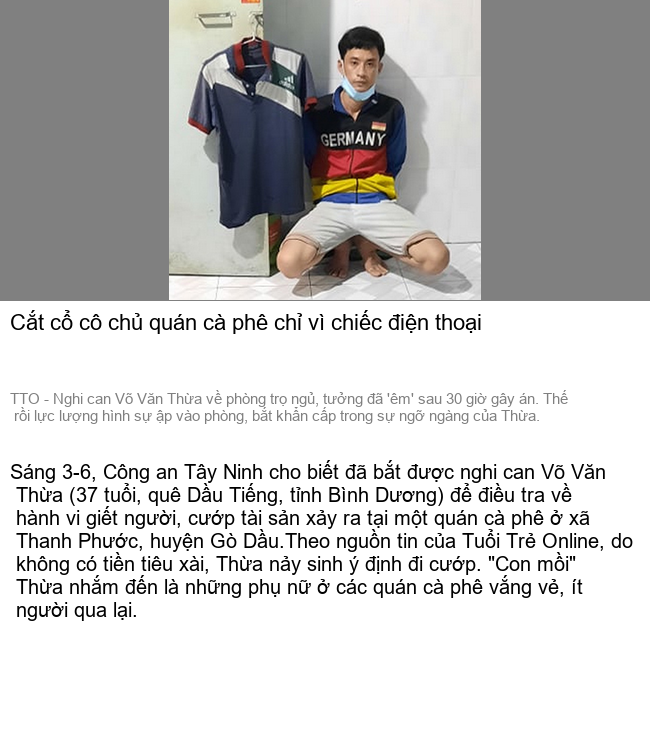 GERMANY
Cắt cổ cô chủ quán cà phê chỉ vì chiếc điện thoại
TTO - Nghi can Võ Văn Thừa về phòng trọ ngủ, tưởng đã 'êm' sau 30 giờ gây án. Thế
rồi lực lượng hình sự ập vào phòng, bắt khẩn cấp trong sự ngỡ ngàng của Thừa.
Sáng 3-6, Công an Tây Ninh cho biết đã bắt được nghi can Võ Văn
Thừa (37 tuổi, quê Dầu Tiếng, tỉnh Bình Dương) để điều tra về
hành vi giết người, cướp tài sản xảy ra tại một quán cà phê ở xã
Thanh Phước, huyện Gò Dầu.Theo nguồn tin của Tuổi Trẻ Online, do
không có tiền tiêu xài, Thừa nảy sinh ý định đi cướp. "Con mồi"
Thừa nhắm đến là những phụ nữ ở các quán cà phê vắng vẻ, ít
người qua lại.